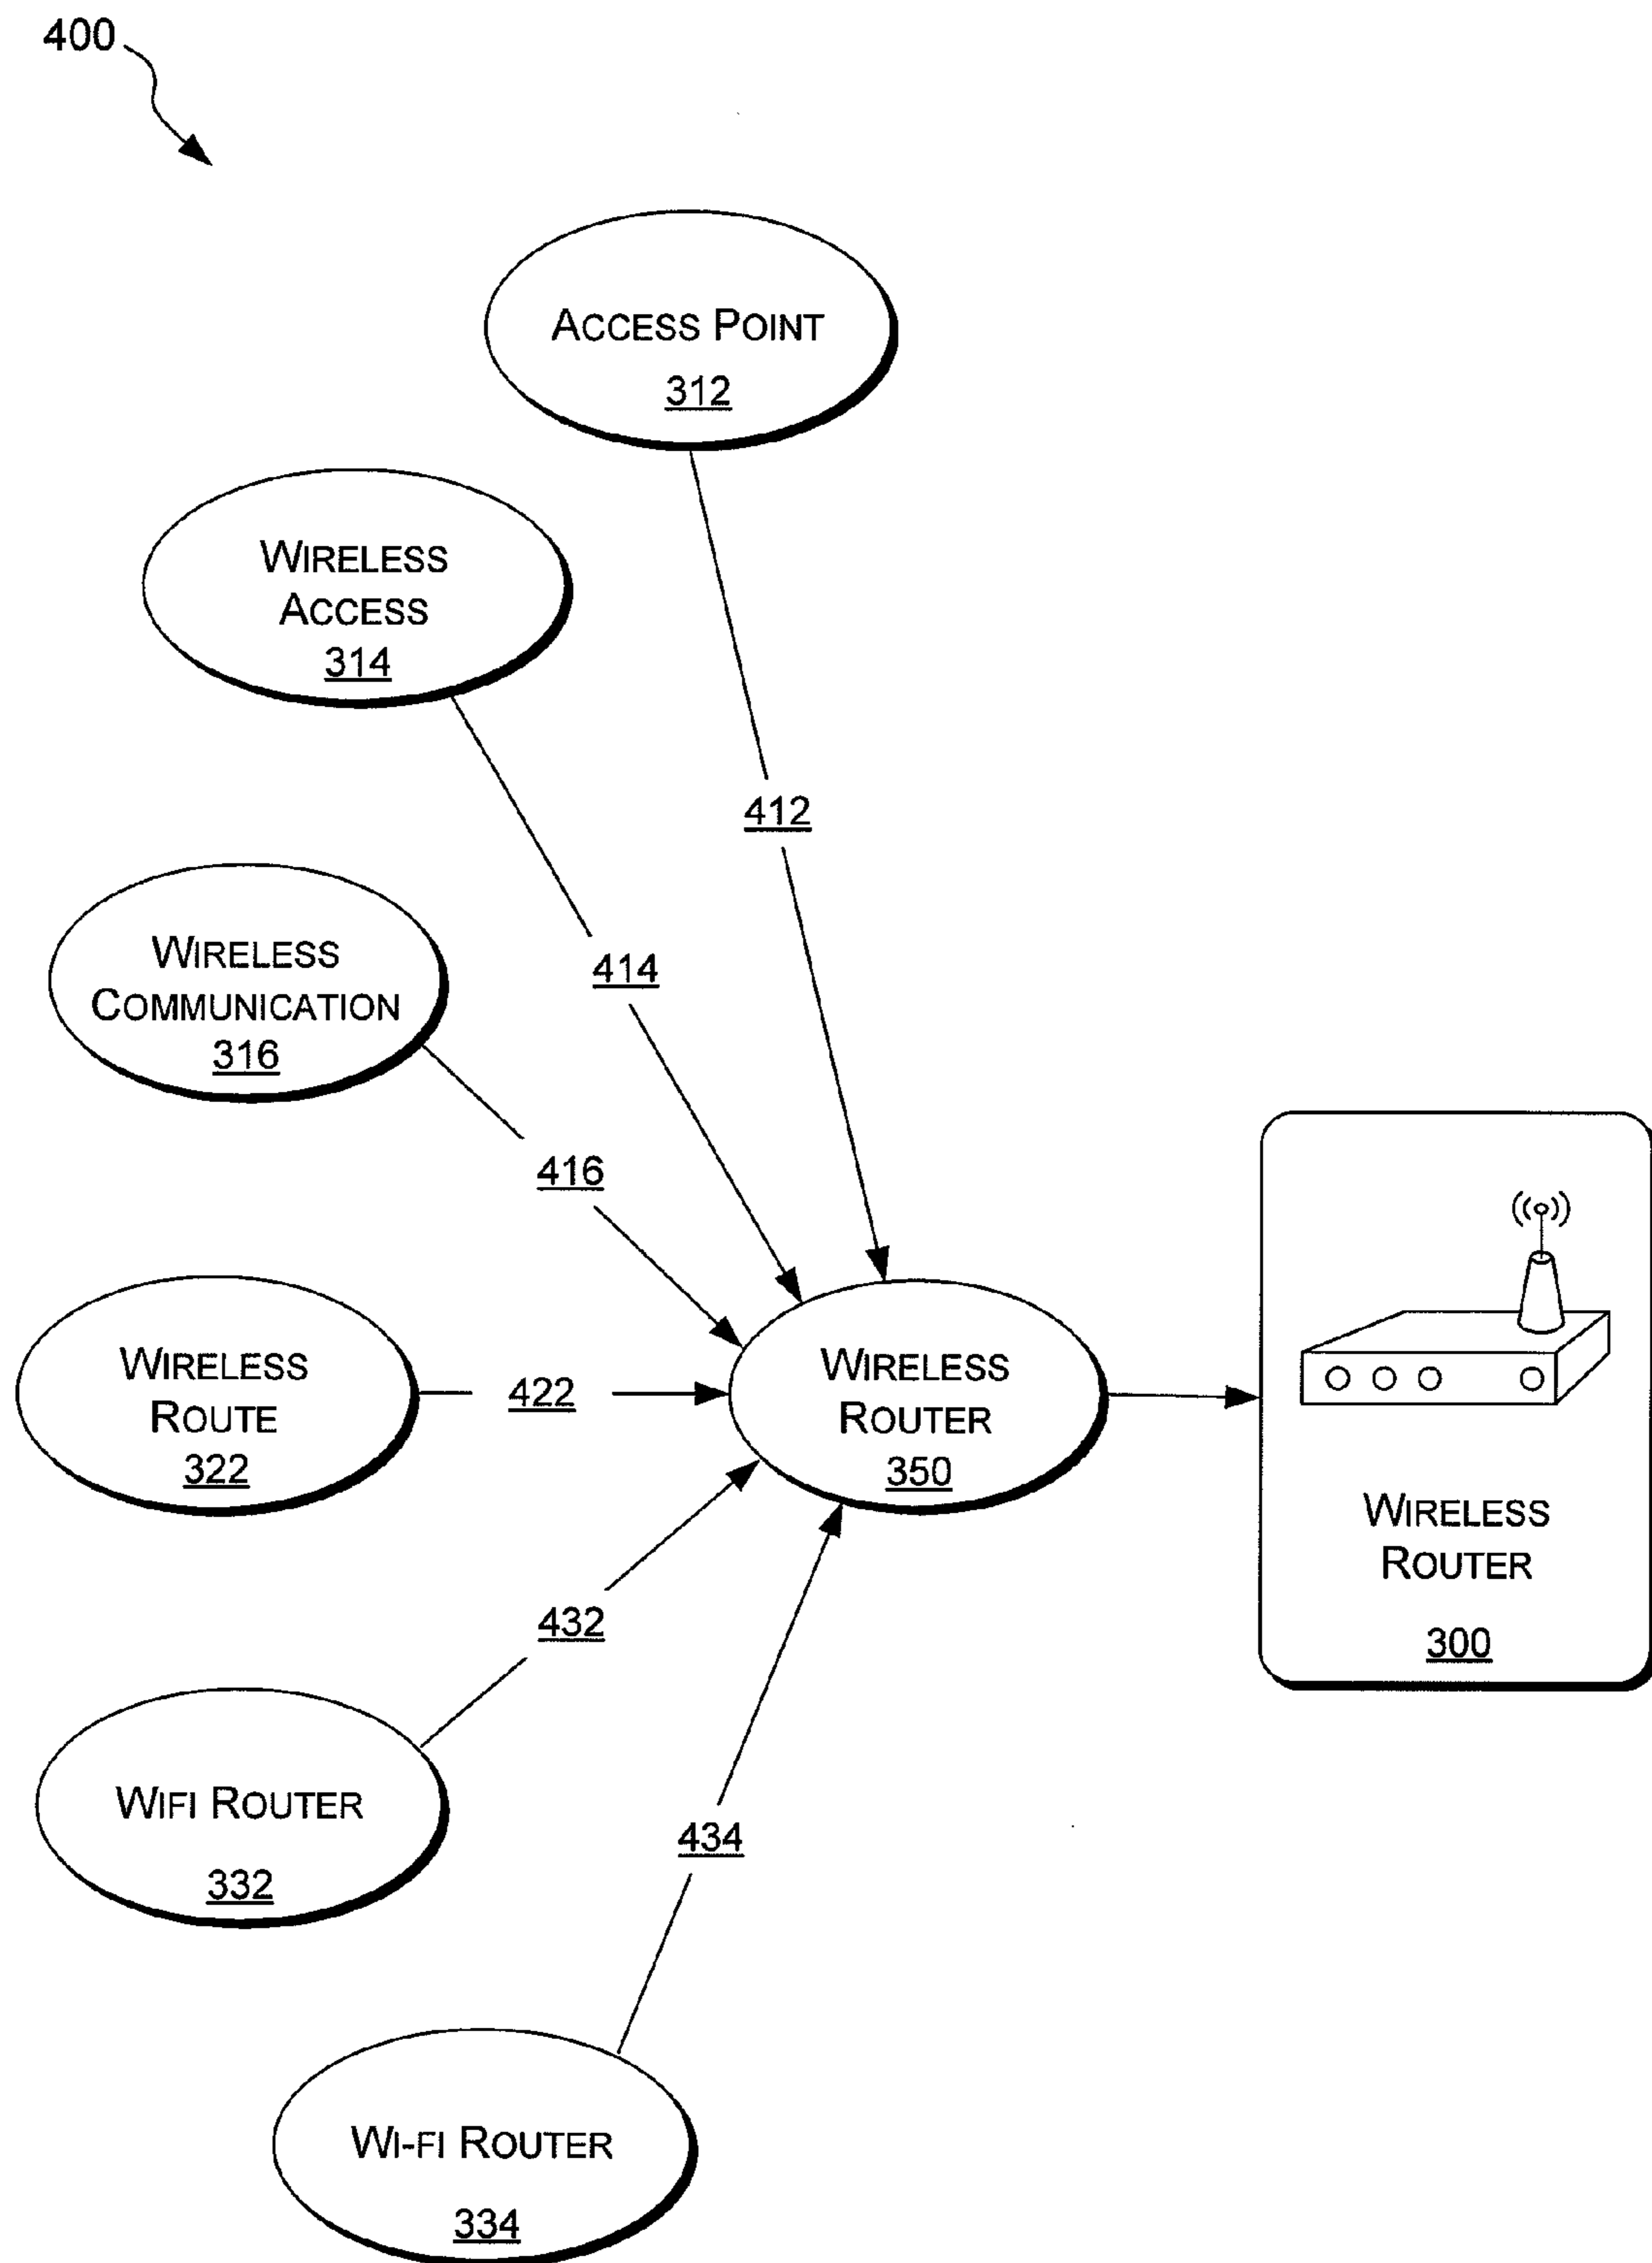 400
ACCESS POINT
312
WIRELESS
ACCESS
314
412
WIRELESS
COMMUNICATION
316
414
416
WIRELESS
ROUTE
322
422
WIRELESS
ROUTER
350
WIRELESS
ROUTER
300
432
WIFI ROUTER
332
434
WI-FI ROUTER
334